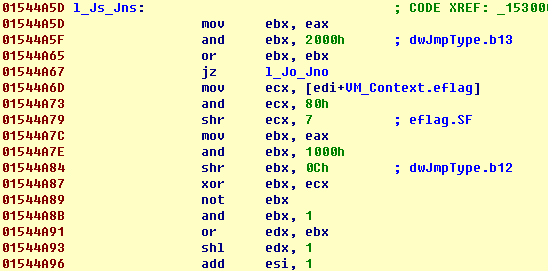 01544A5D l_Js_Jns: ; CODE XREF: _15300
01544A5D mov ebx, eax
01544A5F and ebx, 2000h ; dwJmpType.b13
01544A65 or ebx, ebx
01544A67 jz l_Jo_Jno
01544A6D mov ecx, [edi+VM_Context.eflag]
01544A73 and ecx, 80h
01544A79 shr ecx, 7 ; eflag.SF
01544A7C mov ebx, eax
01544A7E and ebx, 1000h
01544A84 shr ebx, 0Ch ; dwJmpType.b12
01544A87 xor ebx, ecx
01544A89 not ebx
01544A8B and ebx, 1
01544A91 or edx, ebx
01544A93 shl edx, 1
01544A96 add esi, 1